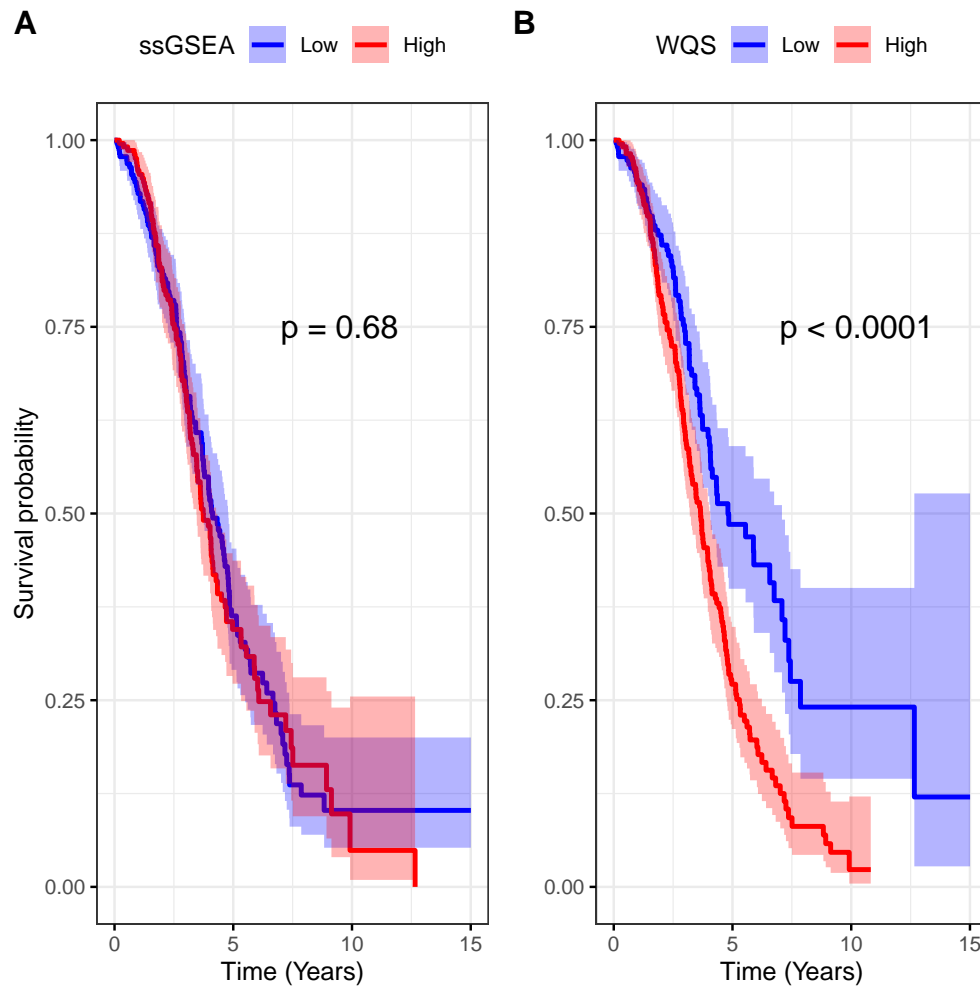 A
ssGSEA Low High
1.00
0.75
0.50
0.25
0.00
Survival probability
p = 0.68
0 5 10 15
Time (Years)
B
WQS Low High
1.00
0.75
0.50
0.25
0.00
p < 0.0001
0 5 10 15
Time (Years)